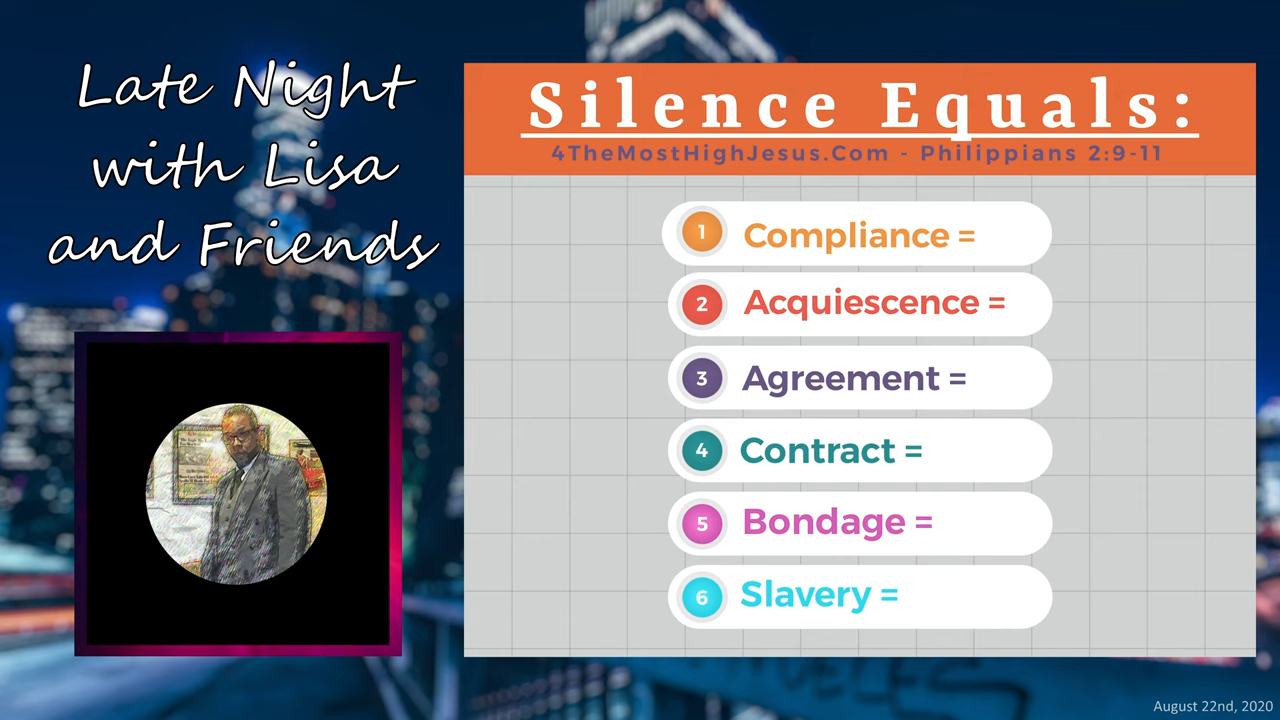 Late Night
with Lisa
and Friends
Silence Equals:
4TheMostHighJesus.Com - Philippians 2:9-11
1 Compliance =
2 Acquiescence =
3 Agreement =
4 Contract =
5 Bondage =
6 Slavery =
August 22nd, 2020